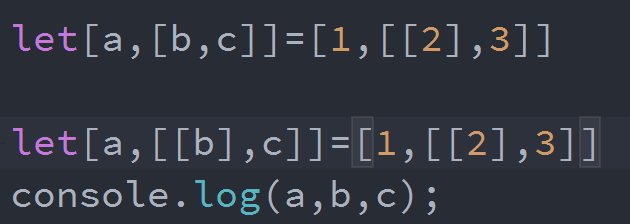 let[a,[b,c]]=[1,[[2],3]]
let[a,[[b],c]]=[1,[[2],3]]
console.log(a,b,c);